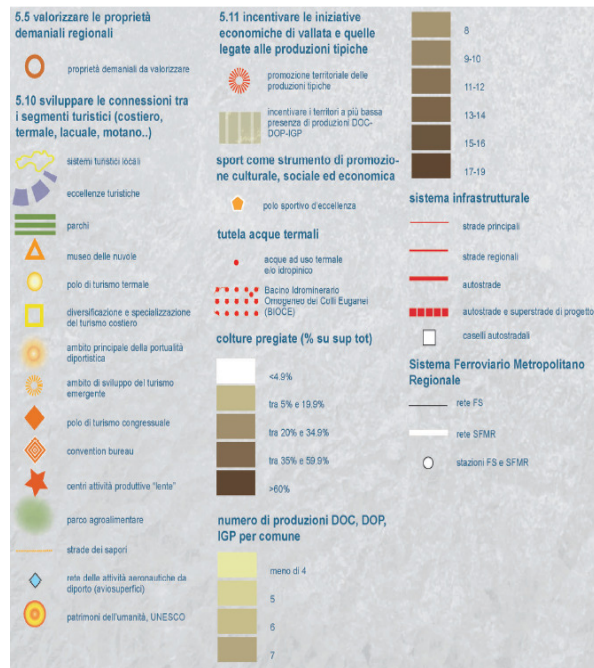 5.5 valorizzare le proprietà
demaniali regionali
proprietà demaniali da valorizzare
5.10 sviluppare le connessioni tra
i segmenti turistici (costiero,
termale, lacuale, motano..)
sistemi turistici locali
eccellenze turistiche
parchi
museo delle nuvole
polo di turismo termale
diversificazione e specializzazione
del turismo costiero
ambito principale della portualità
diportistica
ambito di sviluppo del turismo
emergente
polo di turismo congressuale
convention bureau
centri attività produttive "lente"
parco agroalimentare
strade dei sapori
rete delle attività aeronautiche da
diporto (aviosuperfici)
patrimoni dell'umanità, UNESCO
5.11 incentivare le iniziative
economiche di vallata e quelle
legate alle produzioni tipiche
promozione territoriale delle
produzioni tipiche
incentivare i territori a più bassa
presenza di produzioni DOC-
DOP-IGP
sport come strumento di promozio-
ne culturale, sociale ed economica
polo sportivo d'eccellenza
tutela acque termali
acque ad uso termale
e/o idropinico
Bacino Idrominerario
Omogeneo dei Colli Euganei
(BIOCE)
colture pregiate (% su sup tot)
<4.9%
tra 5% e 19.9%
tra 20% e 34.9%
tra 35% e 59.9%
>60%
numero di produzioni DOC, DOP,
IGP per comune
meno di 4
5
6
7
8
9-10
11-12
13-14
15-16
17-19
sistema infrastrutturale
strade principali
strade regionali
autostrade
autostrade e superstrade di progetto
caselli autostradali
Sistema Ferroviario Metropolitano
Regionale
rete FS
rete SFMR
stazioni FS e SFMR